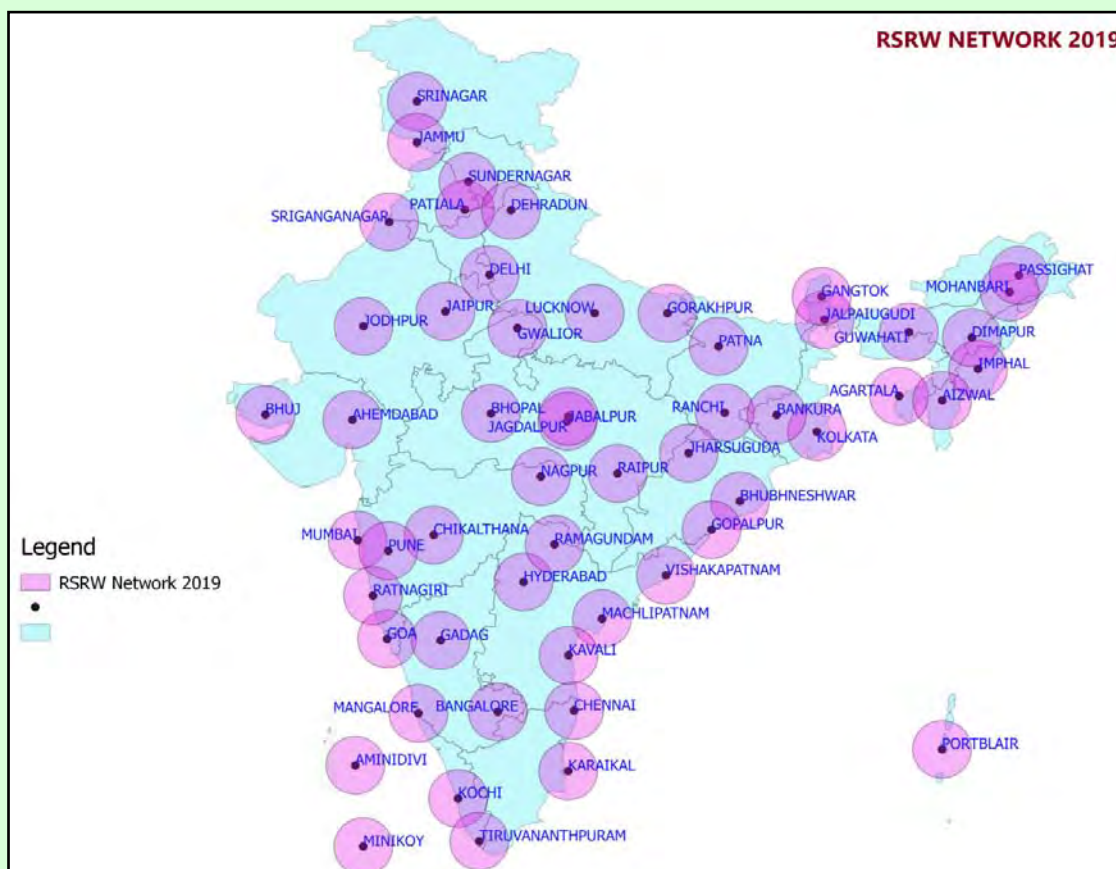 RSRW NETWORK 2019
SRINAGAR
JAMMU
SUNDERNAGAR
PATIALA
DEHRADUN
SRIGANGANAGAR
DELHI
PASSIGHAT
MOHANBARI
GANGTOK
JAIPUR
LUCKNOW
GORAKHPUR
JALPAIUGUDI
JODHPUR
GWALIOR
GUWAHATI
DIMAPUR
PATNA
IMPHAL
AGARTALA
AIZWAL
BHUJ
AHEMDABAD
BHOPAL
JABALPUR
JAGDALPUR
RANCHI
BANKURA
KOLKATA
JHARSUGUDA
NAGPUR
RAIPUR
BHUBHNESHWAR
GOPALPUR
MUMBAI
CHIKALTHANA
PUNE
RAMAGUNDAM
Legend
RSRW Network 2019
HYDERABAD
VISHAKAPATNAM
RATNAGIRI
MACHLIPATNAM
GOA
GADAG
KAVALI
MANGALORE
BANGALORE
CHENNAI
PORTBLAIR
AMINIDIVI
KARAIKAL
KOCHI
TIRUVANANTHPURAM
MINIKOY